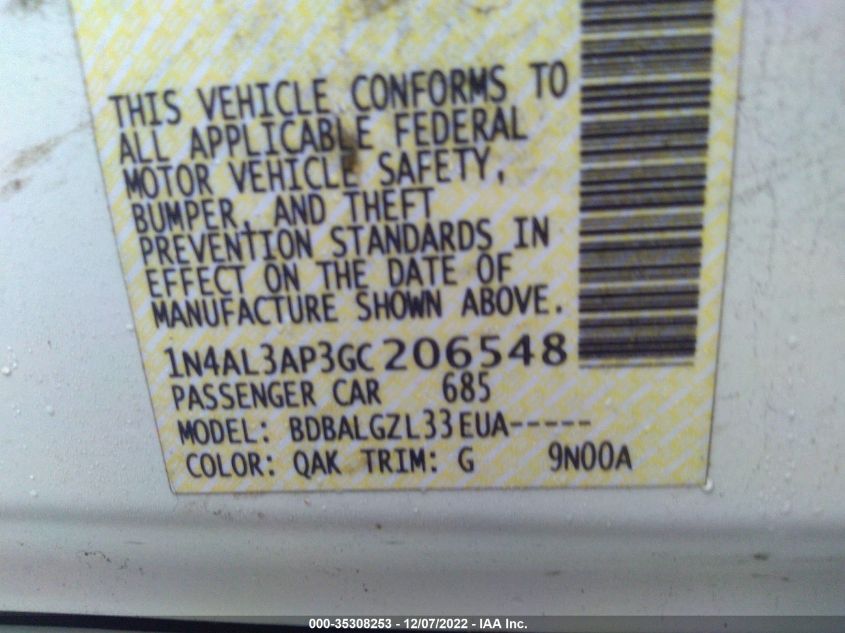 THIS VEHICLE CONFORMS TO
ALL APPLICABLE FEDERAL
MOTOR VEHICLE SAFETY,
BUMPER, AND THEFT
PREVENTION STANDARDS IN
EFFECT ON THE DATE OF
MANUFACTURE SHOWN ABOVE.
1N4AL3AP3GC206548
PASSENGER CAR 685
MODEL: BDBALGZL33EUA-----
COLOR: QAK TRIM: G 9N00A
000-35308253 - 12/07/2022 - IAA Inc.